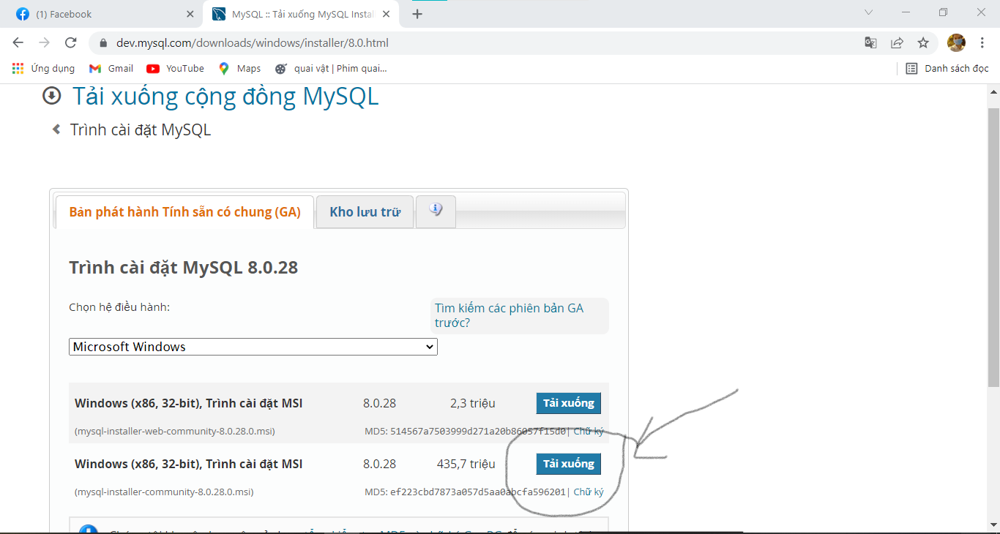 (1) Facebook
MySQL :: Tải xuống MySQL Instal
dev.mysql.com/downloads/windows/installer/8.0.html
Ứng dụng
Gmail
YouTube
Maps
quai vật | Phim quai...
Danh sách đọc
Tải xuống cộng đồng MySQL
Trình cài đặt MySQL
Bản phát hành Tính sẵn có chung (GA)
Kho lưu trữ
Trình cài đặt MySQL 8.0.28
Chọn hệ điều hành:
Tìm kiếm các phiên bản GA
trước?
Microsoft Windows
Windows (x86, 32-bit), Trình cài đặt MSI 8.0.28 2,3 triệu Tải xuống
(mysql-installer-web-community-8.0.28.0.msi) MD5: 514567a7503999d271a20b86057f15d0| Chữ ký
Windows (x86, 32-bit), Trình cài đặt MSI 8.0.28 435,7 triệu Tải xuống
(mysql-installer-community-8.0.28.0.msi) MD5: ef223cbd7873a057d5aa0abcfa596201| Chữ ký